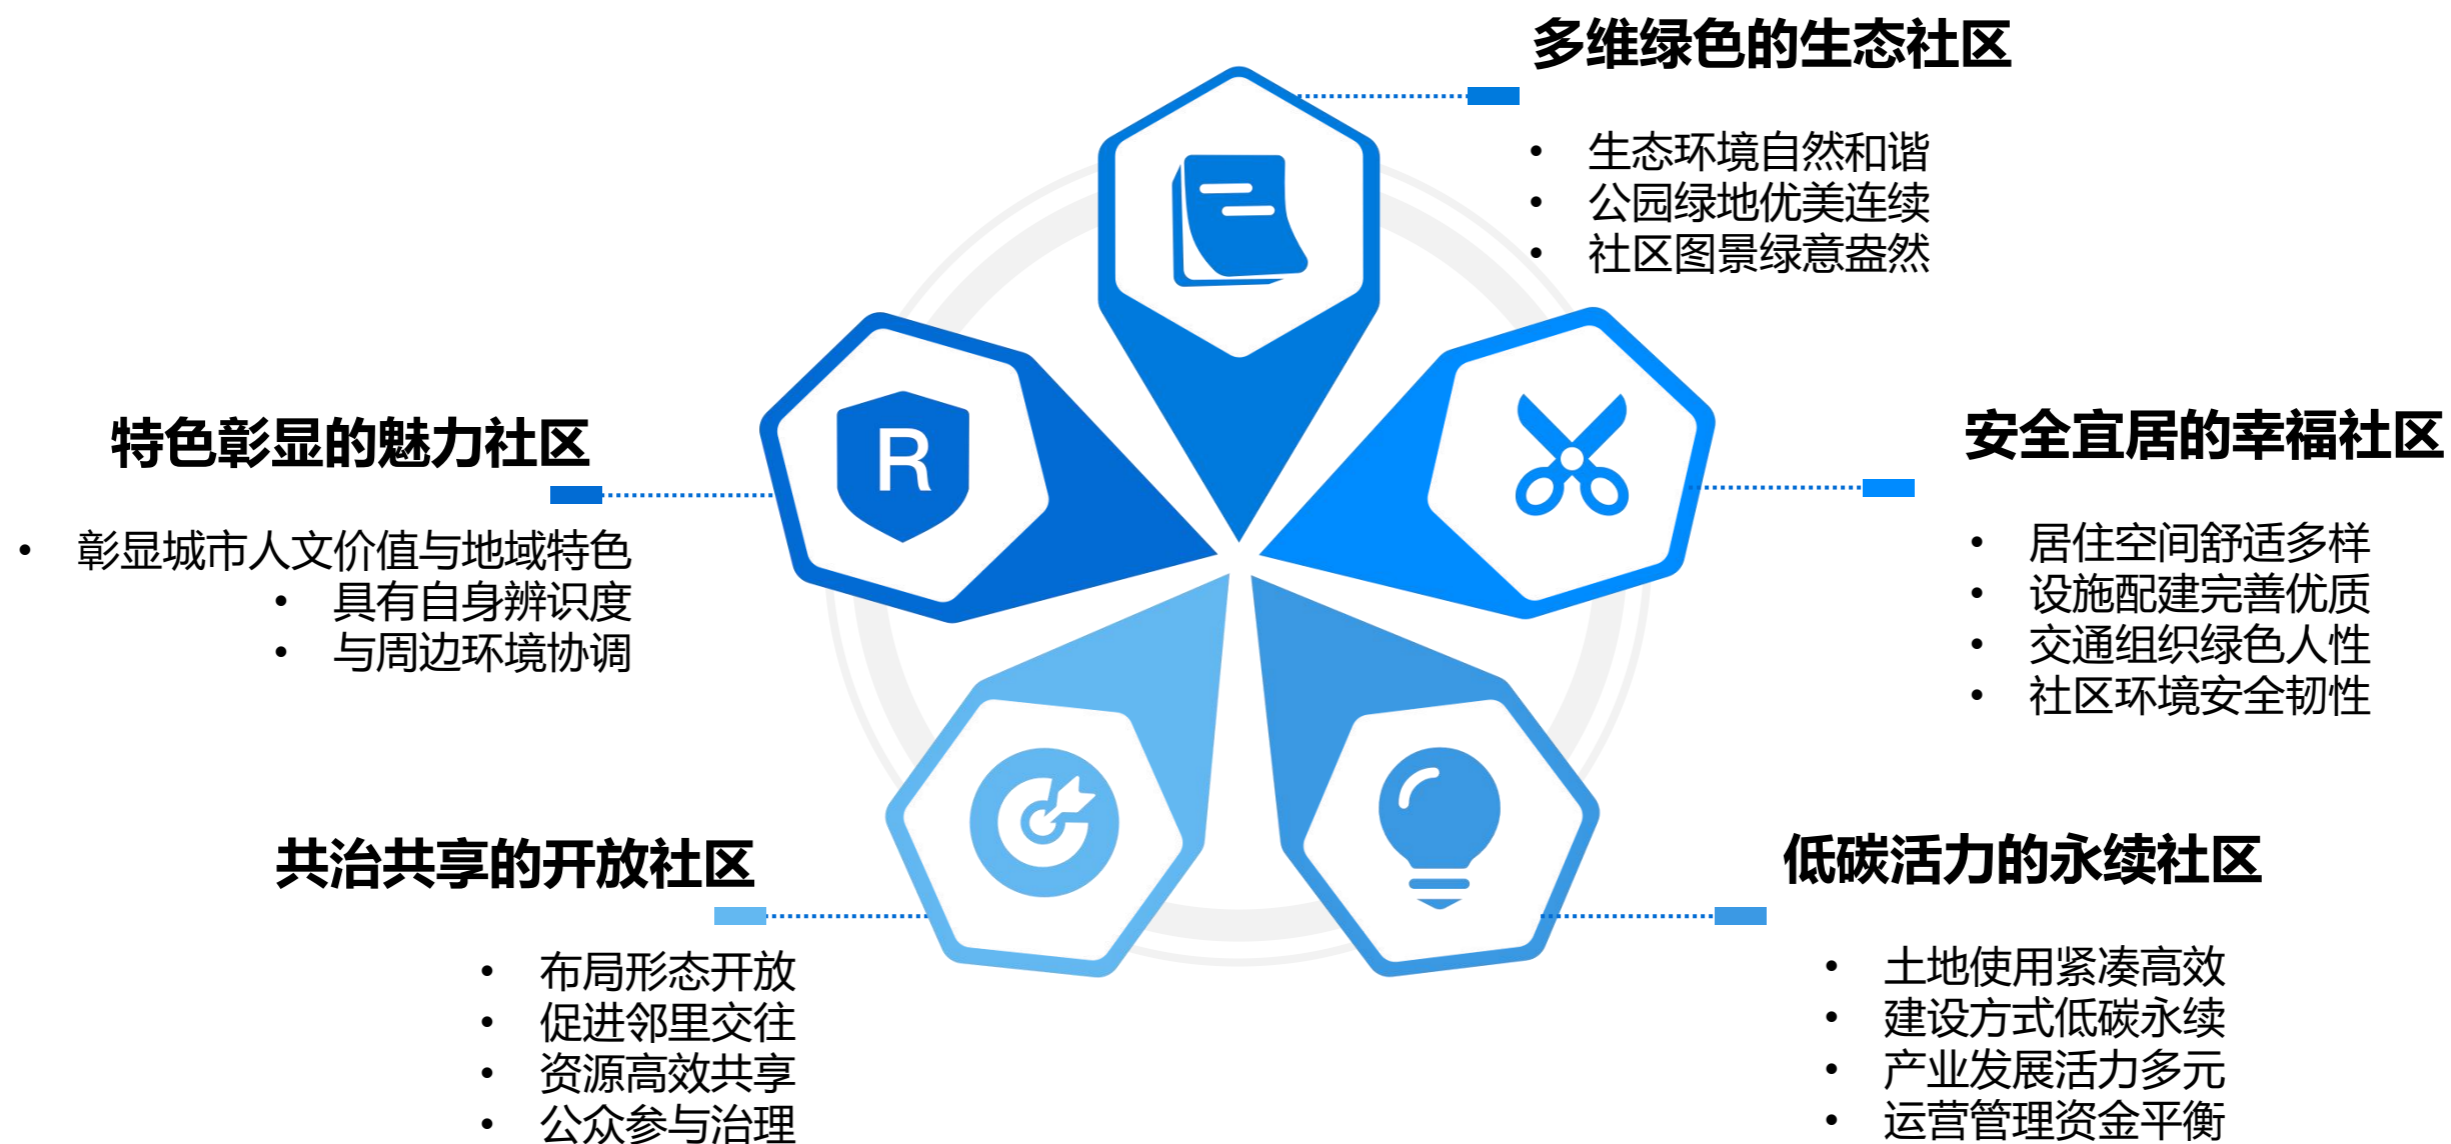 多维绿色的生态社区
• 生态环境自然和谐
• 公园绿地优美连续
• 社区图景绿意盎然
安全宜居的幸福社区
• 居住空间舒适多样
• 设施配建完善优质
• 交通组织绿色人性
• 社区环境安全韧性
低碳活力的永续社区
• 土地使用紧凑高效
• 建设方式低碳永续
• 产业发展活力多元
• 运营管理资金平衡
共治共享的开放社区
• 布局形态开放
• 促进邻里交往
• 资源高效共享
• 公众参与治理
特色彰显的魅力社区
• 彰显城市人文价值与地域特色
• 具有自身辨识度
• 与周边环境协调
R